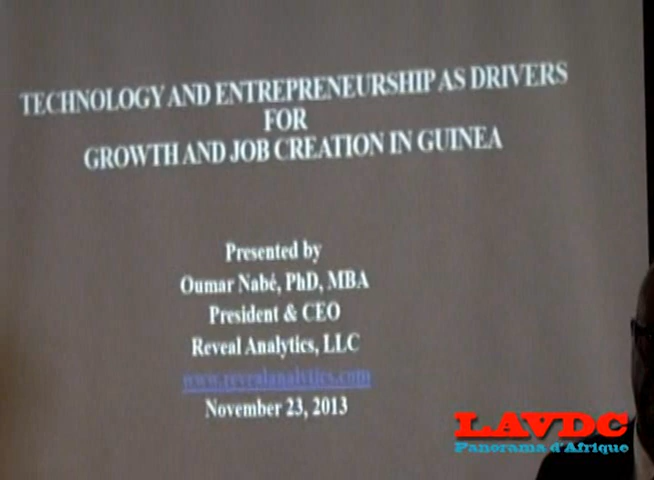 TECHNOLOGY AND ENTREPRENEURSHIP AS DRIVERS
FOR
GROWTH AND JOB CREATION IN GUINEA
Presented by
Oumar Nabé, PhD, MBA
President & CEO
Reveal Analytics, LLC
www.revealanalytics.com
November 23, 2013
LAVDC
Panorama d'Afrique